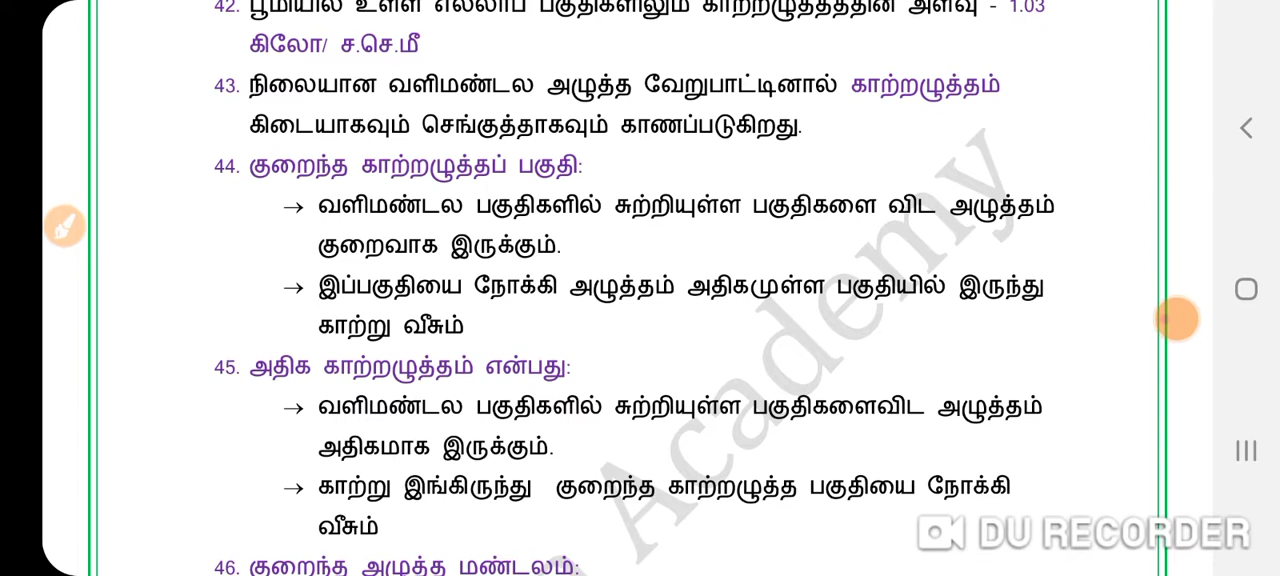 42. பூமியில் உள்ள எல்லாப் பகுதிகளிலும் காற்றழுத்தத்தின் அளவு - 1.03
கிலோ/ ச.செ.மீ
43. நிலையான வளிமண்டல அழுத்த வேறுபாட்டினால் காற்றழுத்தம்
கிடையாகவும் செங்குத்தாகவும் காணப்படுகிறது.
44. குறைந்த காற்றழுத்தப் பகுதி:
→ வளிமண்டல பகுதிகளில் சுற்றியுள்ள பகுதிகளை விட அழுத்தம்
குறைவாக இருக்கும்.
→ இப்பகுதியை நோக்கி அழுத்தம் அதிகமுள்ள பகுதியில் இருந்து
காற்று வீசும்
45. அதிக காற்றழுத்தம் என்பது:
→ வளிமண்டல பகுதிகளில் சுற்றியுள்ள பகுதிகளைவிட அழுத்தம்
அதிகமாக இருக்கும்.
→ காற்று இங்கிருந்து குறைந்த காற்றழுத்த பகுதியை நோக்கி
வீசும்
46. குறைந்த அழுத்த மண்டலம்:
Academy
DU RECORDER